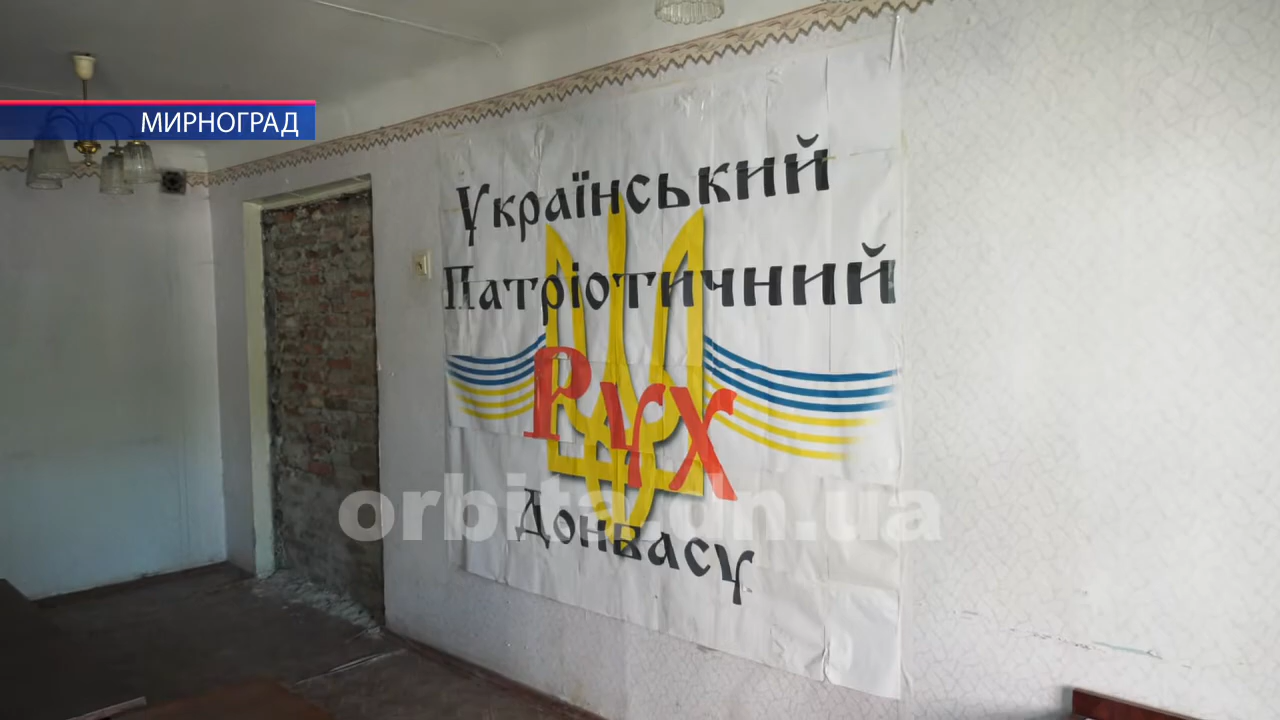 МИРНОГРАД
Український
Патріотичний
Рух
Донбасу
orbita.dn.ua